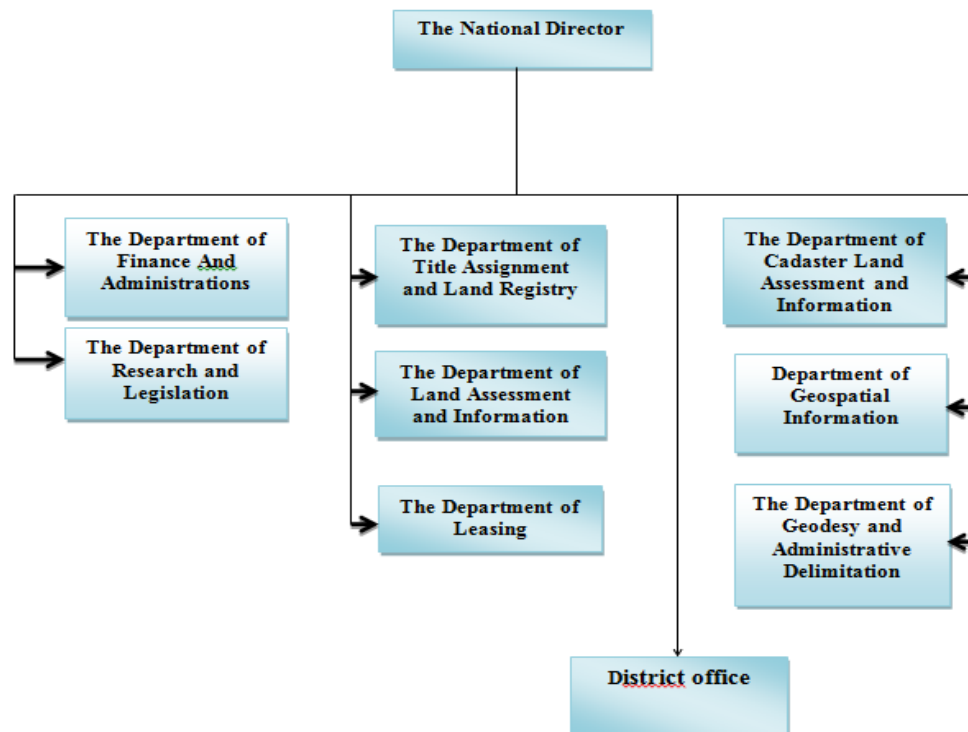 The National Director
The Department of
Finance And
Administrations
The Department of
Research and
Legislation
The Department of
Title Assignment
and Land Registry
The Department of
Land Assessment
and Information
The Department of
Leasing
The Department of
Cadaster Land
Assessment and
Information
Department of
Geospatial
Information
The Department of
Geodesy and
Administrative
Delimitation
District office